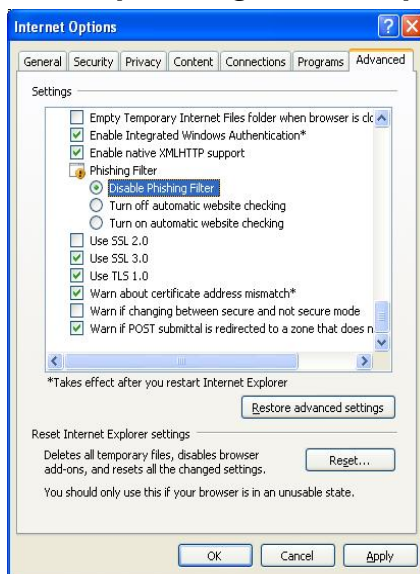 Internet Options
General Security Privacy Content Connections Programs Advanced
Settings
Empty Temporary Internet Files folder when browser is clc
Enable Integrated Windows Authentication*
Enable native XMLHTTP support
Phishing Filter
Disable Phishing Filter
Turn off automatic website checking
Turn on automatic website checking
Use SSL 2.0
Use SSL 3.0
Use TLS 1.0
Warn about certificate address mismatch*
Warn if changing between secure and not secure mode
Warn if POST submittal is redirected to a zone that does n
*Takes effect after you restart Internet Explorer
Restore advanced settings
Reset Internet Explorer settings
Deletes all temporary files, disables browser
add-ons, and resets all the changed settings.
Reset...
You should only use this if your browser is in an unusable state.
OK Cancel Apply